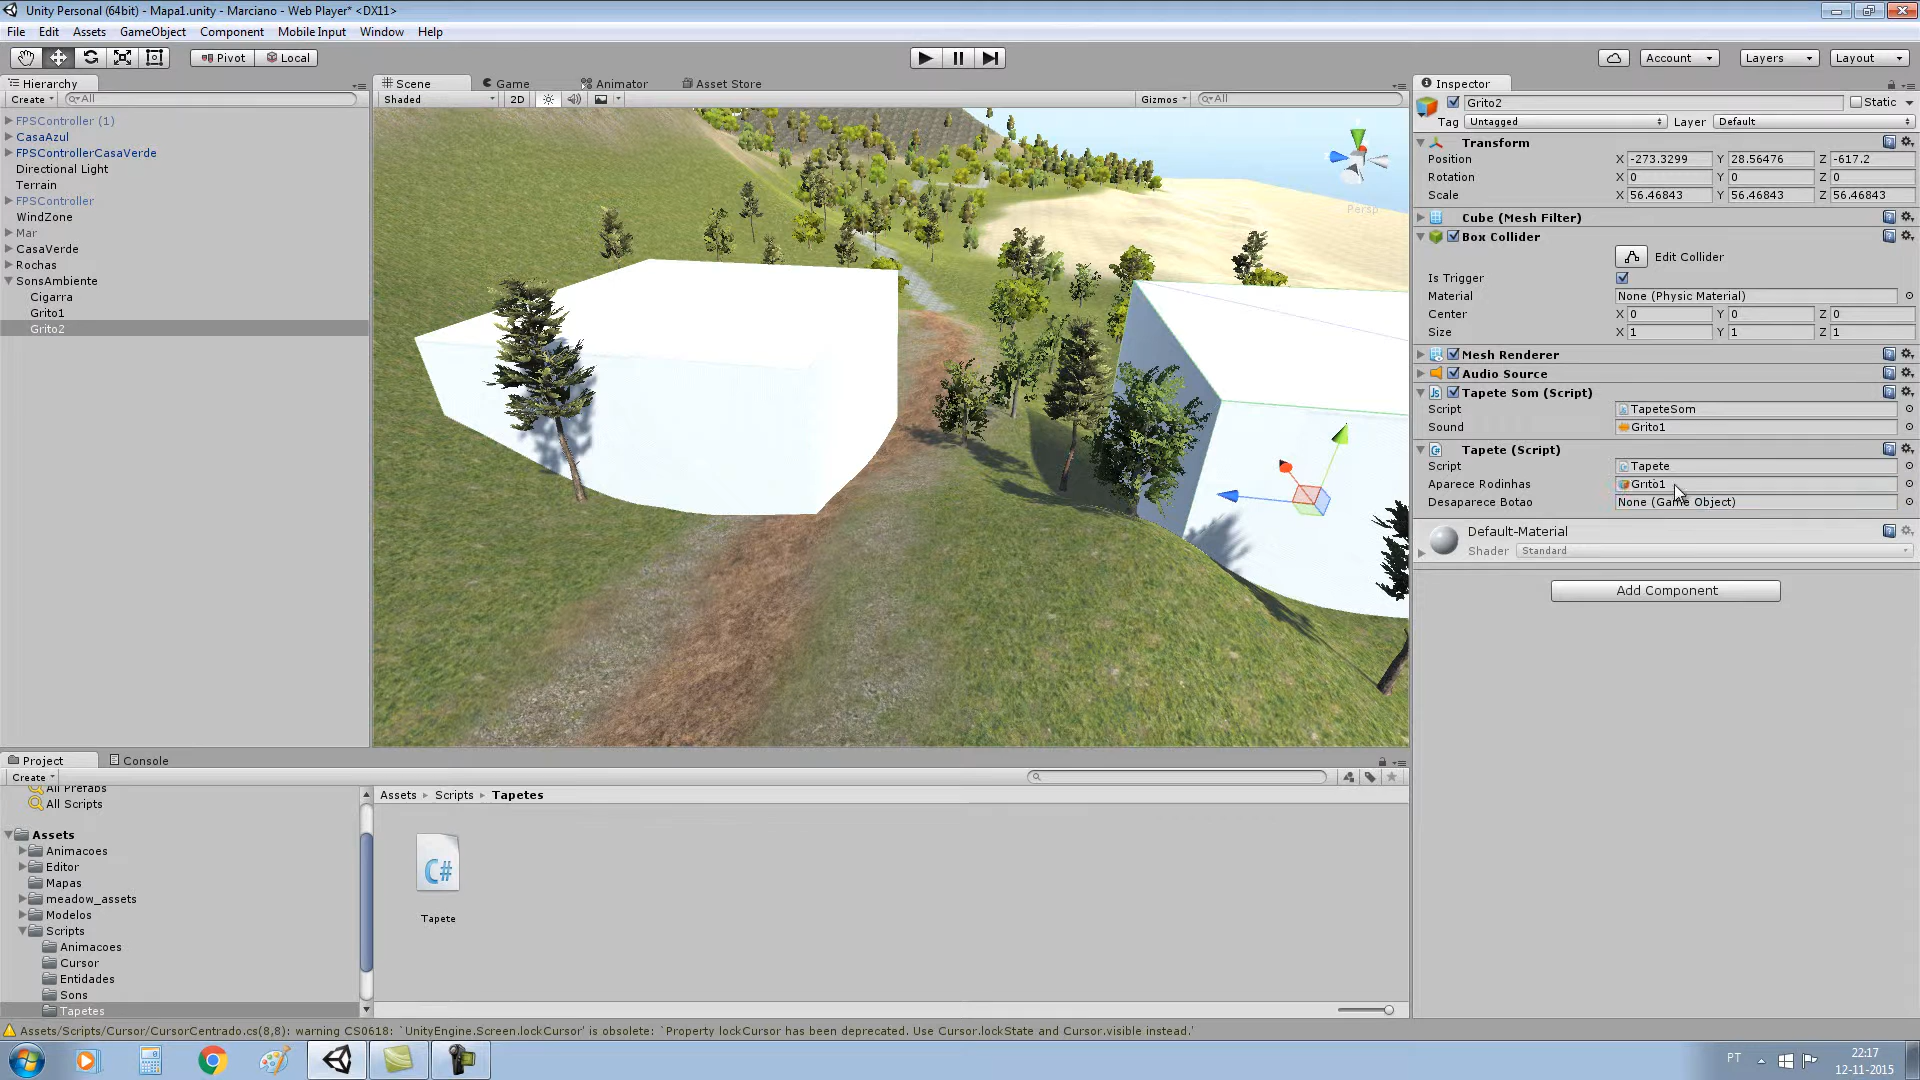 Unity Personal (64bit) - Mapa1.unity - Marciano - Web Player* <DX11>
File Edit Assets GameObject Component Mobile Input Window Help
Pivot Local Account Layers Layout
Hierarchy
Create All
FPSController (1)
CasaAzul
FPSControllerCasaVerde
Directional Light
Terrain
FPSController
WindZone
Mar
CasaVerde
Rochas
SonsAmbiente
Cigarra
Grito1
Grito2
Scene Game Animator Asset Store
Shaded 2D Gizmos All
Persp
Inspector
Grito2 Static
Tag Untagged Layer Default
Transform
Position X -273.3299 Y 28.56476 Z -617.2
Rotation X 0 Y 0 Z 0
Scale X 56.46843 Y 56.46843 Z 56.46843
Cube (Mesh Filter)
Box Collider
Edit Collider
Is Trigger
Material None (Physic Material)
Center X 0 Y 0 Z 0
Size X 1 Y 1 Z 1
Mesh Renderer
Audio Source
Tapete Som (Script)
Script TapeteSom
Sound Grito1
Tapete (Script)
Script Tapete
Aparece Rodinhas Grito1
Desaparece Botao None (Game Object)
Default-Material
Shader Standard
Add Component
Project Console
Create
All Prefabs
All Scripts
Assets
Animacoes
Editor
Mapas
meadow_assets
Modelos
Scripts
Animacoes
Cursor
Entidades
Sons
Tapetes
Assets Scripts Tapetes
C#
Tapete
Assets/Scripts/Cursor/CursorCentrado.cs(8,8): warning CS0618: `UnityEngine.Screen.lockCursor' is obsolete: `Property lockCursor has been deprecated. Use Cursor.lockState and Cursor.visible instead.'
PT 22:17
12-11-2015